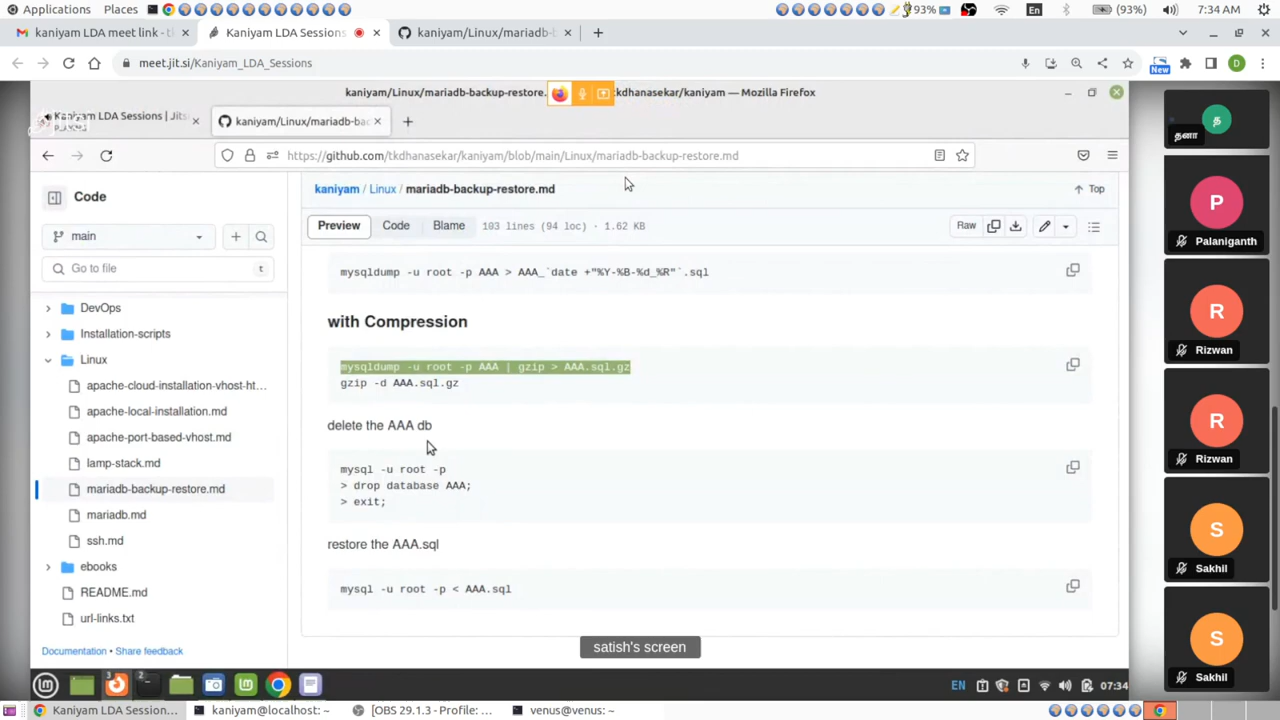 Applications Places 93% En (93%) 7:34 AM
kaniyam LDA meet link - tk
Kaniyam LDA Sessions
kaniyam/Linux/mariadb-b
meet.jit.si/Kaniyam_LDA_Sessions
New
D
kaniyam/Linux/mariadb-backup-restore. kdhanasekar/kaniyam — Mozilla Firefox
Kaniyam LDA Sessions | Jits
kaniyam/Linux/mariadb-bac
https://github.com/tkdhanasekar/kaniyam/blob/main/Linux/mariadb-backup-restore.md
Code
main
Go to file
t
DevOps
Installation-scripts
Linux
apache-cloud-installation-vhost-ht...
apache-local-installation.md
apache-port-based-vhost.md
lamp-stack.md
mariadb-backup-restore.md
mariadb.md
ssh.md
ebooks
README.md
url-links.txt
Documentation • Share feedback
kaniyam / Linux / mariadb-backup-restore.md
Top
Preview Code Blame 103 lines (94 loc) · 1.62 KB Raw
mysqldump -u root -p AAA > AAA_`date +"%Y-%B-%d_%R"`.sql
with Compression
mysqldump -u root -p AAA | gzip > AAA.sql.gz
gzip -d AAA.sql.gz
delete the AAA db
mysql -u root -p
> drop database AAA;
> exit;
restore the AAA.sql
mysql -u root -p < AAA.sql
satish's screen
த
தனா
P
Palaniganth
R
Rizwan
R
Rizwan
S
Sakhil
S
Sakhil
EN 07:34
Kaniyam LDA Session...
kaniyam@localhost: ~
[OBS 29.1.3 - Profile: ...
venus@venus: ~